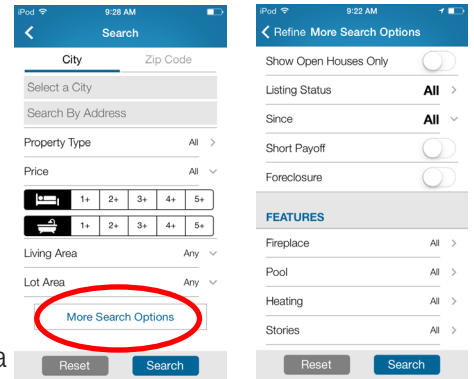 iPod 9:28 AM
Search
City Zip Code
Select a City
Search By Address
Property Type All
Price All
1+ 2+ 3+ 4+ 5+
1+ 2+ 3+ 4+ 5+
Living Area Any
Lot Area Any
More Search Options
a
Reset Search
iPod 9:22 AM
Refine More Search Options
Show Open Houses Only
Listing Status All
Since All
Short Payoff
Foreclosure
FEATURES
Fireplace All
Pool All
Heating All
Stories All
Reset Search